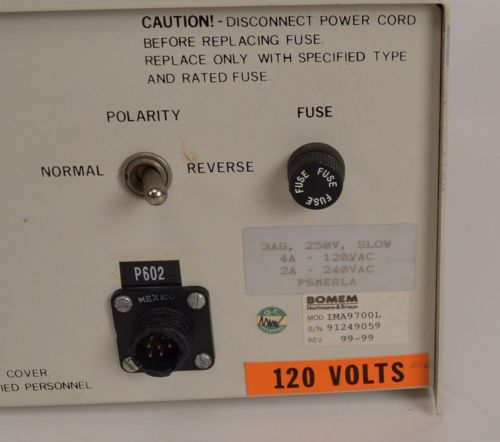 CAUTION! - DISCONNECT POWER CORD
BEFORE REPLACING FUSE.
REPLACE ONLY WITH SPECIFIED TYPE
AND RATED FUSE.
POLARITY
FUSE
NORMAL
REVERSE
FUSE FUSE FUSE FUSE
3AG, 250V, SLOW
4A - 120VAC
2A - 240VAC
PSMERLA
P602
MEXICO
BOMEM
Hartmann & Braun
Q.C
MOD. IMA9700L
S/N 91249059
REV. 99-99
COVER.
IED PERSONNEL
120 VOLTS